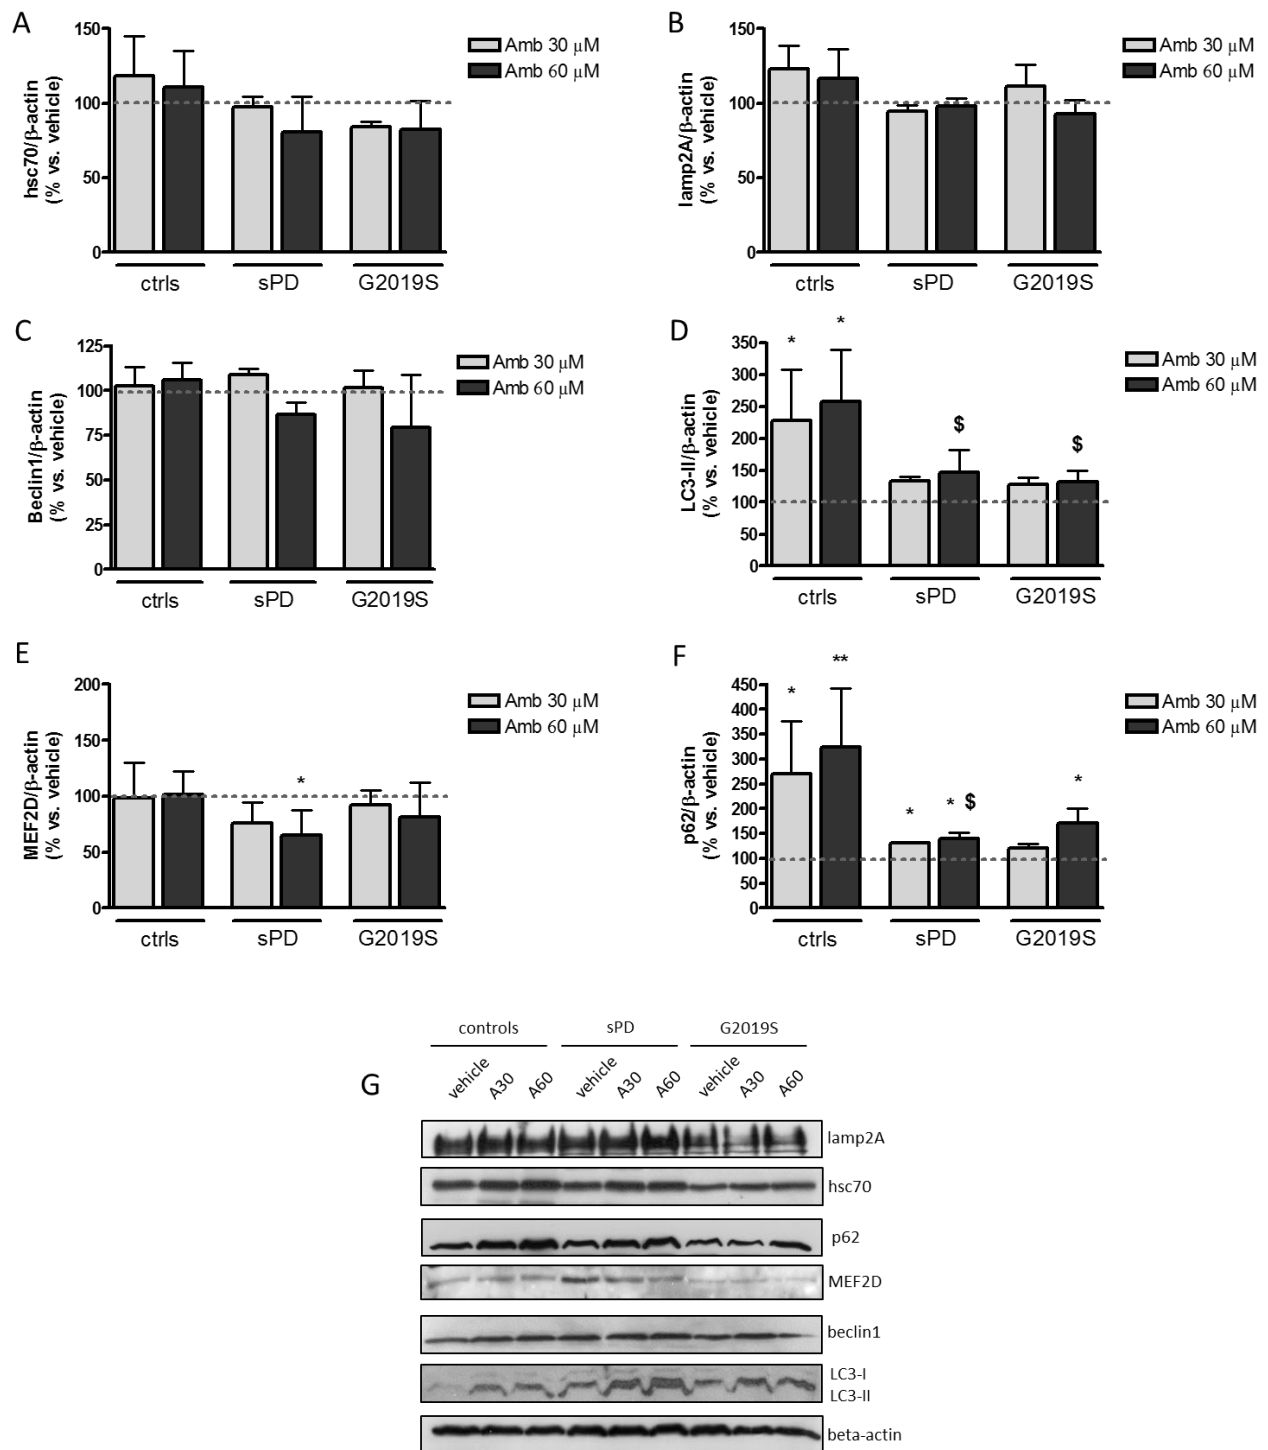 A
hsc70/β-actin
(% vs. vehicle)
150
100
50
0
ctrls
sPD
G2019S
Amb 30 µM
Amb 60 µM
B
lamp2A/β-actin
(% vs. vehicle)
150
100
50
0
ctrls
sPD
G2019S
Amb 30 µM
Amb 60 µM
C
Beclin1/β-actin
(% vs. vehicle)
125
100
75
50
25
0
ctrls
sPD
G2019S
Amb 30 µM
Amb 60 µM
D
LC3-II/β-actin
(% vs. vehicle)
350
300
250
200
150
100
50
0
* * $ $
ctrls
sPD
G2019S
Amb 30 µM
Amb 60 µM
E
MEF2D/β-actin
(% vs. vehicle)
200
150
100
50
0
*
ctrls
sPD
G2019S
Amb 30 µM
Amb 60 µM
F
p62/β-actin
(% vs. vehicle)
450
400
350
300
250
200
150
100
50
0
* ** * * $ *
ctrls
sPD
G2019S
Amb 30 µM
Amb 60 µM
G
controls sPD G2019S
vehicle A30 A60 vehicle A30 A60 vehicle A30 A60
lamp2A
hsc70
p62
MEF2D
beclin1
LC3-I
LC3-II
beta-actin